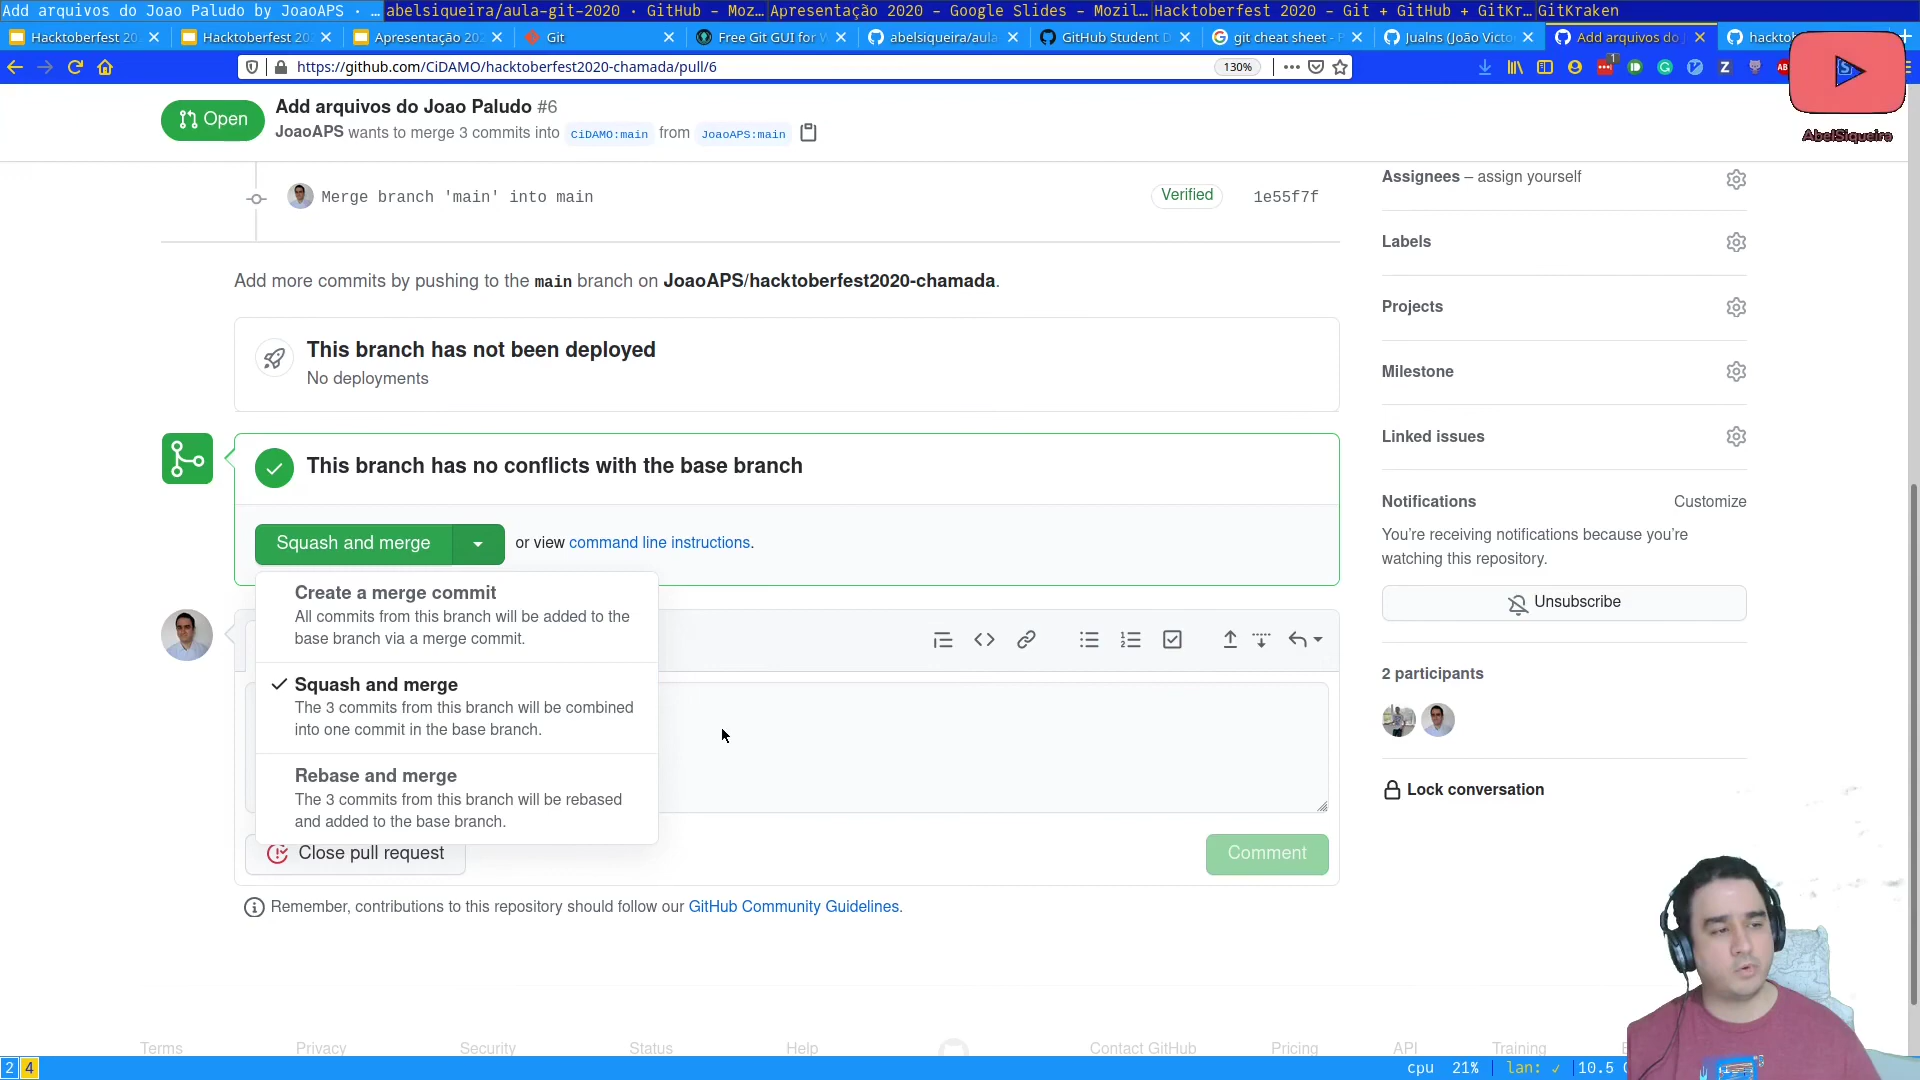 Add arquivos do Joao Paludo by JoaoAPS · … abelsiqueira/aula-git-2020 · GitHub - Moz… Apresentação 2020 - Google Slides - Mozil… Hacktoberfest 2020 - Git + GitHub + GitKr… GitKraken
Hacktoberfest 20 Hacktoberfest 202 Apresentação 202 Git Free Git GUI for W abelsiqueira/aula GitHub Student D git cheat sheet - P Jualns (João Victo Add arquivos do J hackto
https://github.com/CiDAMO/hacktoberfest2020-chamada/pull/6 130%
Open
Add arquivos do Joao Paludo #6
JoaoAPS wants to merge 3 commits into CiDAMO:main from JoaoAPS:main
AbelSiqueira
Merge branch 'main' into main Verified 1e55f7f
Add more commits by pushing to the main branch on JoaoAPS/hacktoberfest2020-chamada.
This branch has not been deployed
No deployments
This branch has no conflicts with the base branch
Squash and merge or view command line instructions.
Create a merge commit
All commits from this branch will be added to the
base branch via a merge commit.
Squash and merge
The 3 commits from this branch will be combined
into one commit in the base branch.
Rebase and merge
The 3 commits from this branch will be rebased
and added to the base branch.
Close pull request
Comment
Remember, contributions to this repository should follow our GitHub Community Guidelines.
Assignees – assign yourself
Labels
Projects
Milestone
Linked issues
Notifications Customize
You're receiving notifications because you're
watching this repository.
Unsubscribe
2 participants
Lock conversation
Terms Privacy Security Status Help Contact GitHub Pricing API Training
2 4 cpu 21% lan: ✓ 10.5